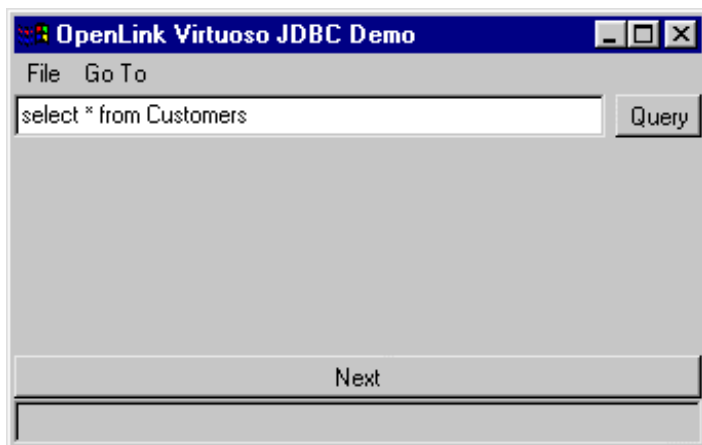 OpenLink Virtuoso JDBC Demo
File Go To
select * from Customers Query
Next